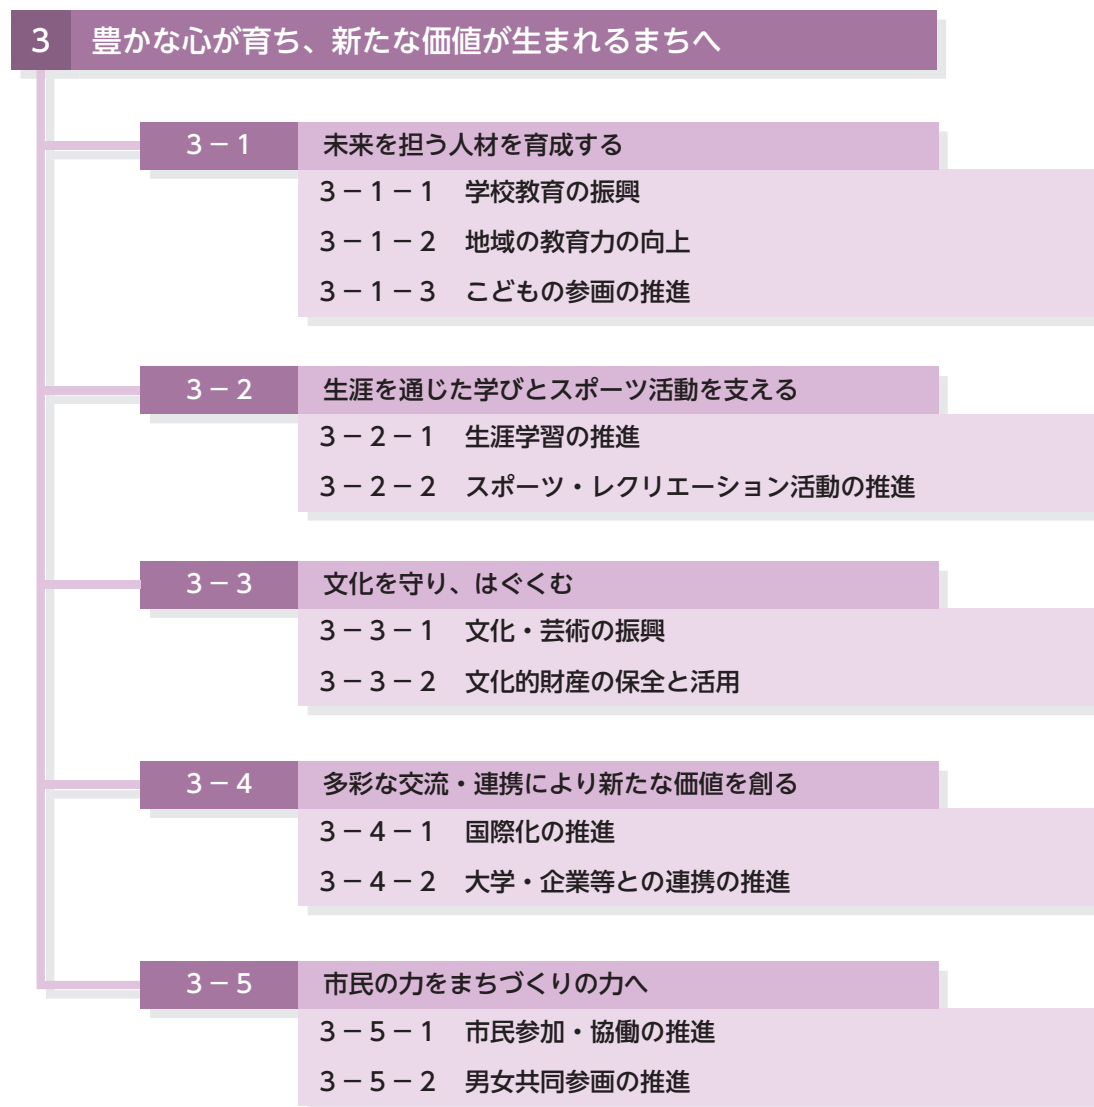 3 豊かな心が育ち、新たな価値が生まれるまちへ
3－1 未来を担う人材を育成する
3－1－1 学校教育の振興
3－1－2 地域の教育力の向上
3－1－3 こどもの参画の推進
3－2 生涯を通じた学びとスポーツ活動を支える
3－2－1 生涯学習の推進
3－2－2 スポーツ・レクリエーション活動の推進
3－3 文化を守り、はぐくむ
3－3－1 文化・芸術の振興
3－3－2 文化的財産の保全と活用
3－4 多彩な交流・連携により新たな価値を創る
3－4－1 国際化の推進
3－4－2 大学・企業等との連携の推進
3－5 市民の力をまちづくりの力へ
3－5－1 市民参加・協働の推進
3－5－2 男女共同参画の推進